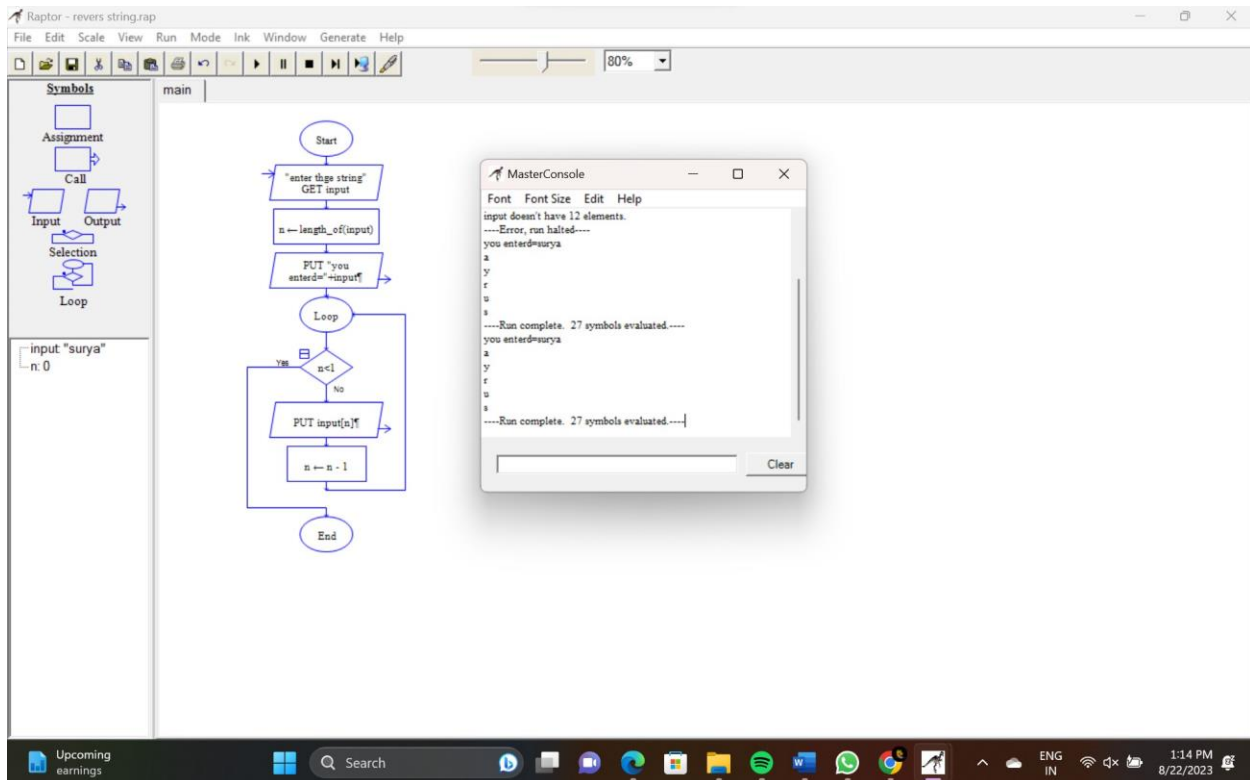 Raptor - revers string.rap
File Edit Scale View Run Mode Ink Window Generate Help
80%
Symbols
main
Assignment
Call
Input Output
Selection
Loop
input: "surya"
n: 0
Start
"enter thge string"
GET input
n ← length_of(input)
PUT "you
enterd="+input¶
Loop
Yes
n<1
No
PUT input[n]¶
n ← n - 1
End
MasterConsole
Font Font Size Edit Help
input doesn't have 12 elements.
----Error, run halted----
you enterd=surya
a
y
r
u
s
----Run complete. 27 symbols evaluated.----
you enterd=surya
a
y
r
u
s
----Run complete. 27 symbols evaluated.----
Clear
Upcoming
earnings
Search
ENG
IN
1:14 PM
8/22/2023